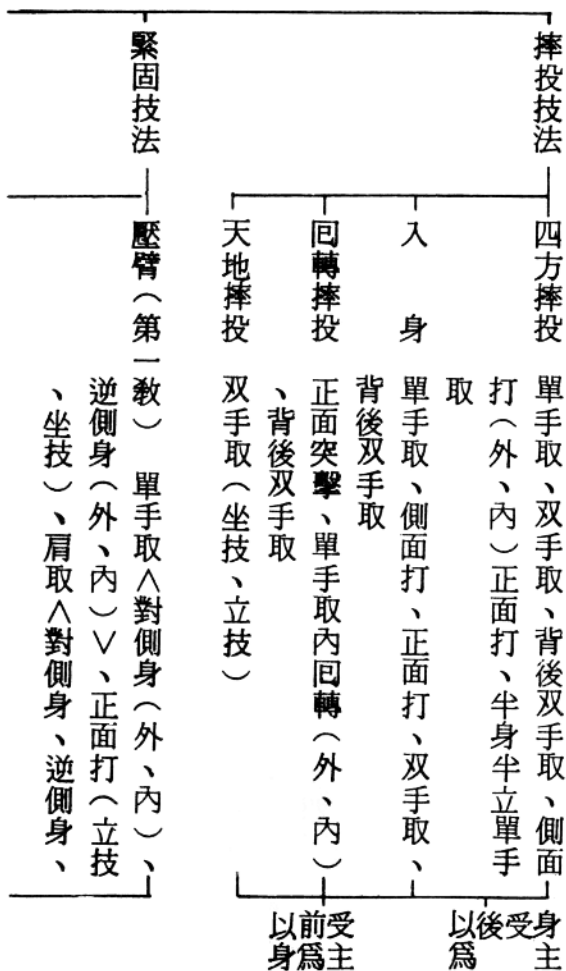 摔投技法
四方摔投 單手取、双手取、背後双手取、側面
打(外、內)正面打、半身半立單手
取
入身 單手取、側面打、正面打、双手取、
背後双手取
回轉摔投 正面突擊、單手取內回轉(外、內)
、背後双手取
天地摔投 双手取(坐技、立技)
以後受身
爲主
以前受
身爲主
緊固技法
壓臂(第一教) 單手取<對側身(外、內)、
逆側身(外、內)>、正面打(立技
、坐技)、肩取<對側身、逆側身、